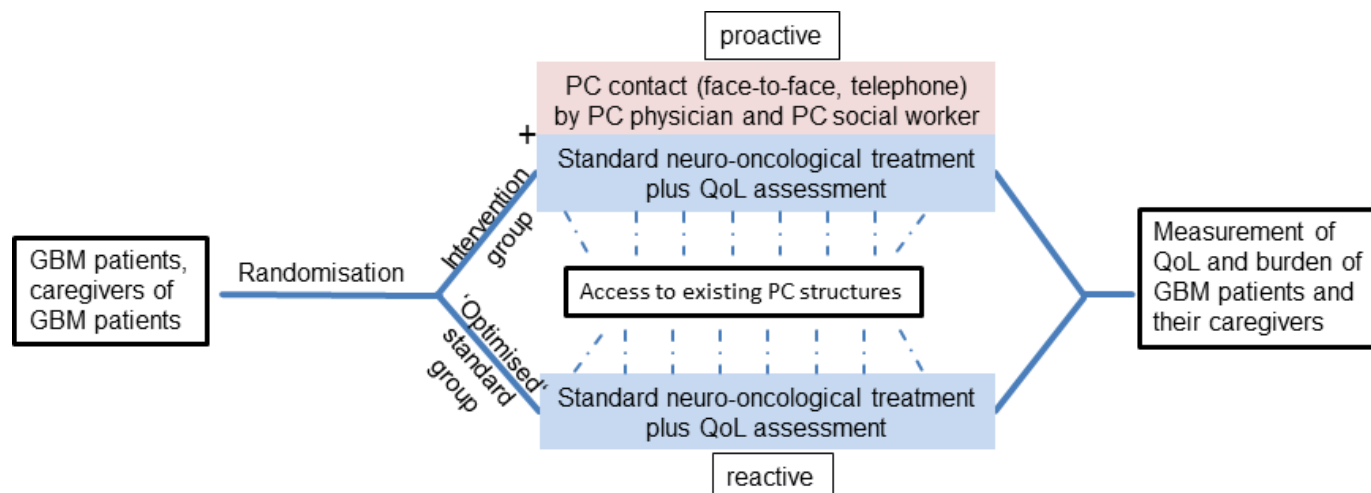 proactive
PC contact (face-to-face, telephone)
by PC physician and PC social worker
+
Standard neuro-oncological treatment
plus QoL assessment
Intervention
group
GBM patients,
caregivers of
GBM patients
Randomisation
Access to existing PC structures
Measurement of
QoL and burden of
GBM patients and
their caregivers
‘Optimised‘
standard
group
Standard neuro-oncological treatment
plus QoL assessment
reactive